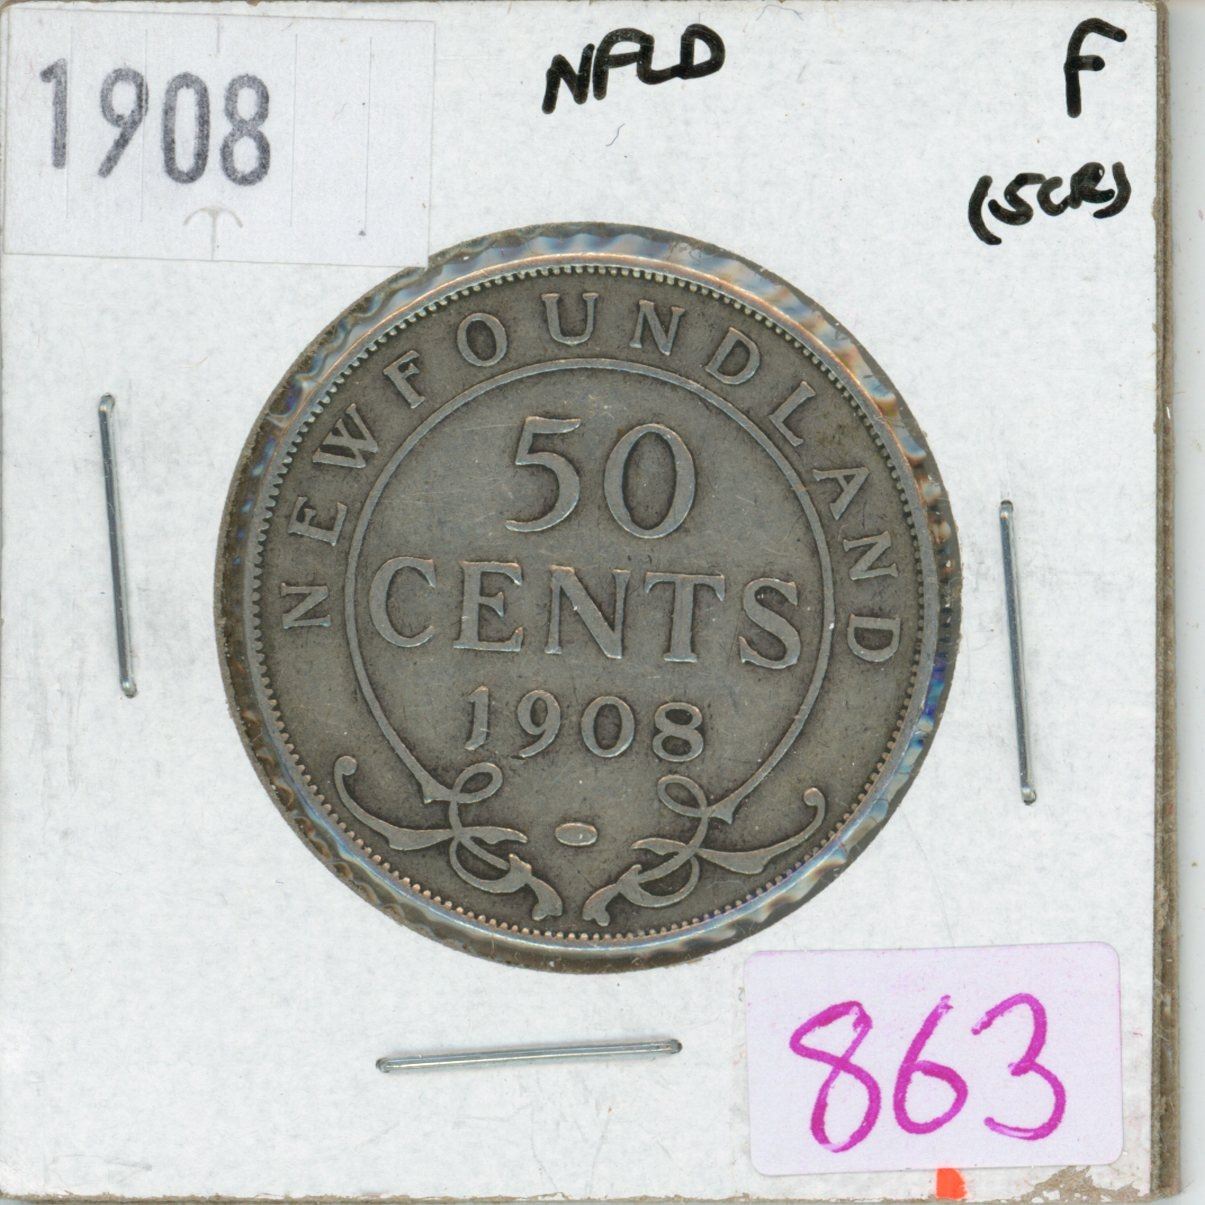 1908
NFLD
F
(SCR)
NEWFOUNDLAND
50
CENTS
1908
863